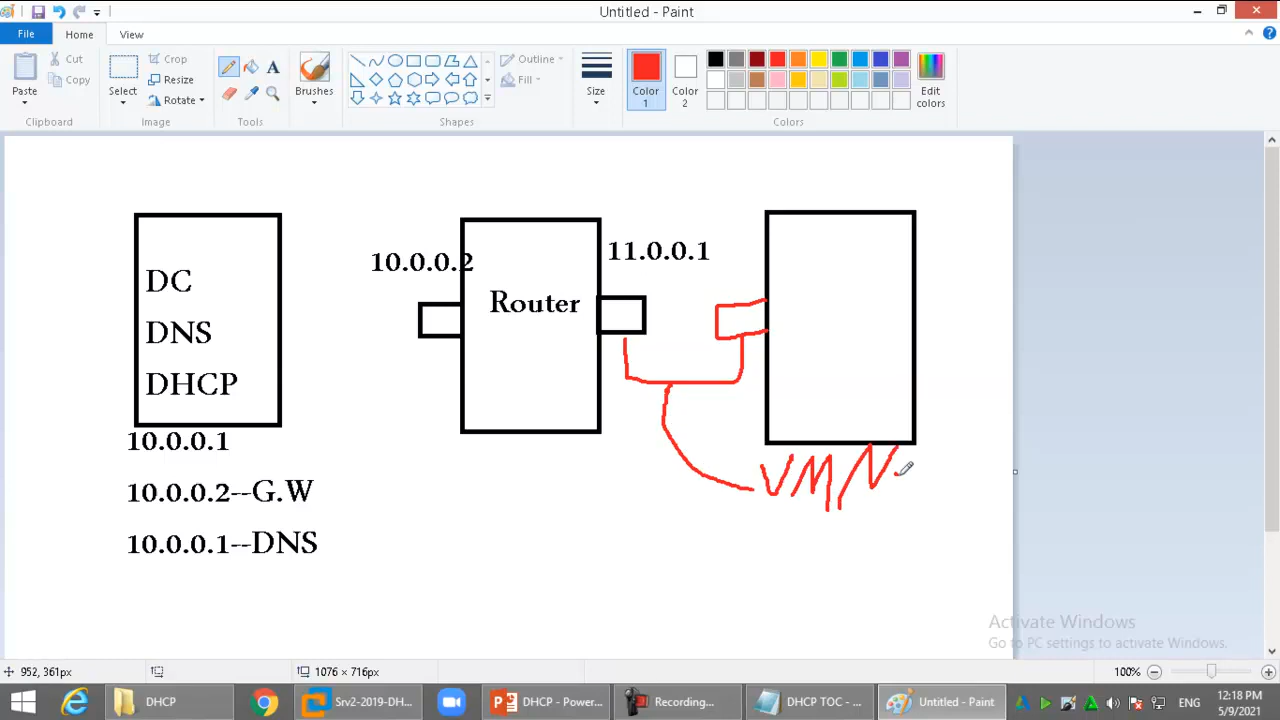 Untitled - Paint
File
Home
View
Paste
Cut
Copy
Clipboard
Select
Crop
Resize
Rotate
Image
Tools
Brushes
Outline
Fill
Shapes
Size
Color
1
Color
2
Edit
colors
Colors
10.0.0.2
11.0.0.1
DC
Router
DNS
DHCP
10.0.0.1
VMN
10.0.0.2--G.W
10.0.0.1--DNS
Activate Windows
Go to PC settings to activate Windows.
952, 361px
1076 × 716px
100%
DHCP
Srv2-2019-DH...
DHCP - Power...
Recording...
DHCP TOC - ...
Untitled - Paint
ENG
12:18 PM
5/9/2021